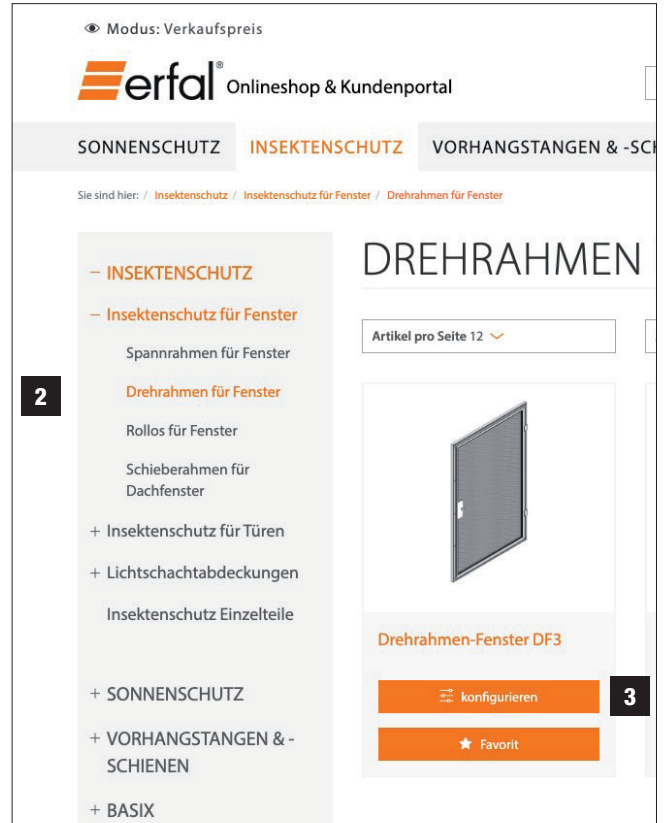 Modus: Verkaufspreis
erfal® Onlineshop & Kundenportal
SONNENSCHUTZ INSEKTENSCHUTZ VORHANGSTANGEN & -SCH
Sie sind hier: / Insektenschutz / Insektenschutz für Fenster / Drehrahmen für Fenster
– INSEKTENSCHUTZ
– Insektenschutz für Fenster
Spannrahmen für Fenster
2
Drehrahmen für Fenster
Rollos für Fenster
Schieberahmen für
Dachfenster
+ Insektenschutz für Türen
+ Lichtschachtabdeckungen
Insektenschutz Einzelteile
+ SONNENSCHUTZ
+ VORHANGSTANGEN & -
SCHIENEN
+ BASIX
DREHRAHMEN
Artikel pro Seite 12
Drehrahmen-Fenster DF3
konfigurieren
3
Favorit